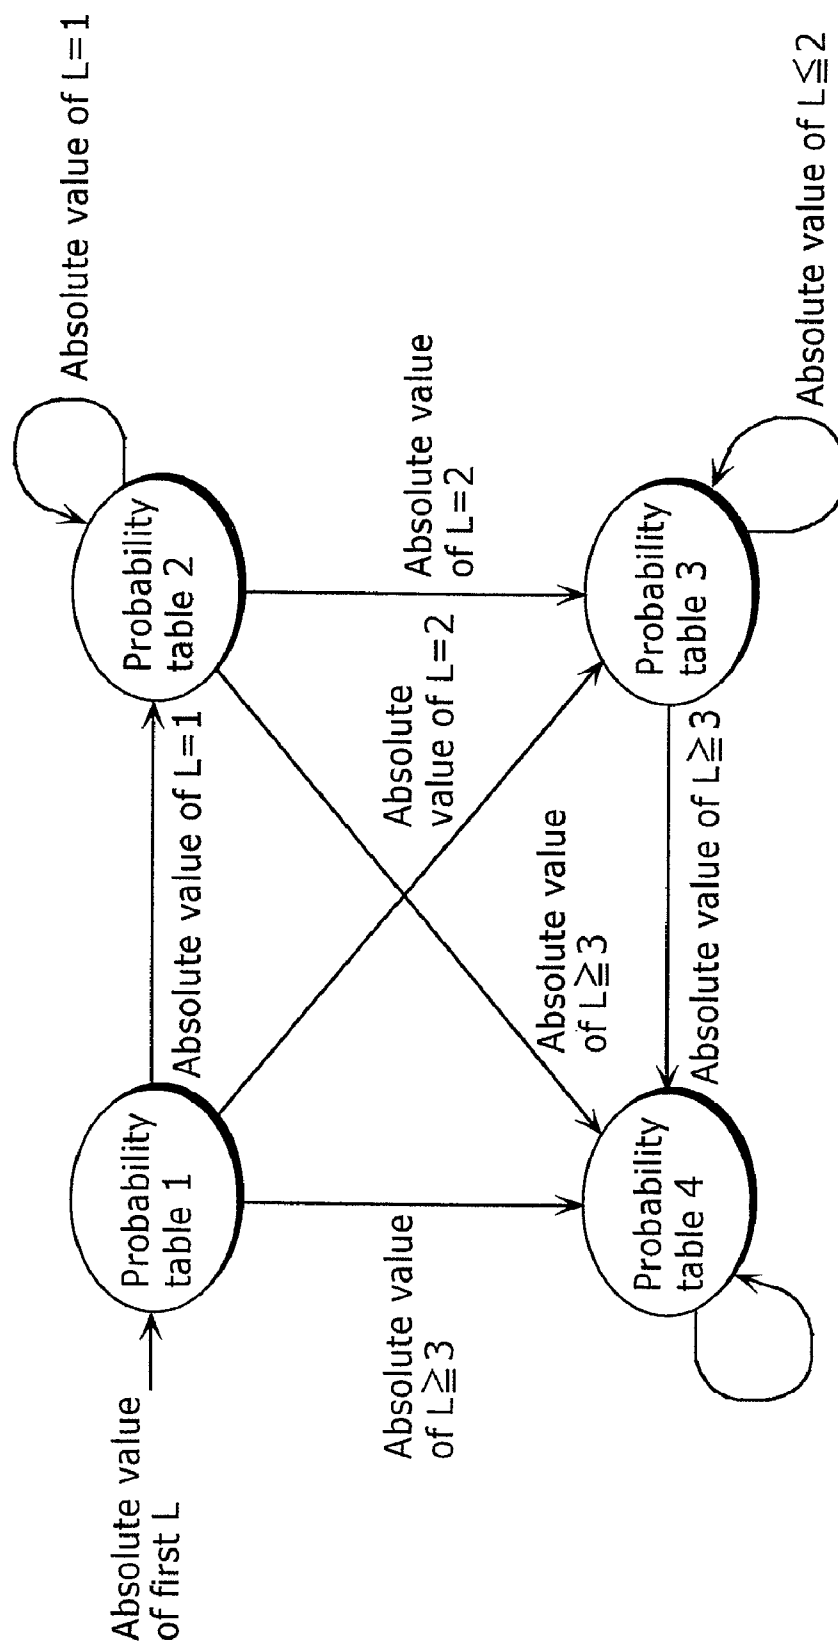 Absolute value
of first L
Probability
table 1
Absolute value of L=1
Probability
table 2
Absolute value of L=1
Absolute value
of L≧3
Absolute
value of L=2
Absolute value
of L=2
Absolute value
of L≧3
Probability
table 4
Absolute value of L≧3
Probability
table 3
Absolute value of L≦2